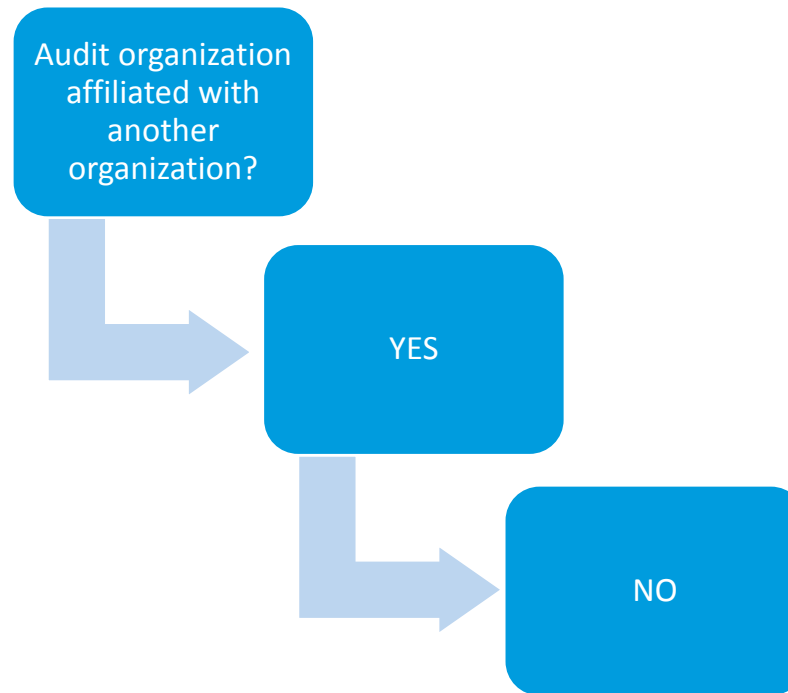 Audit organization
affiliated with
another
organization?
YES
NO